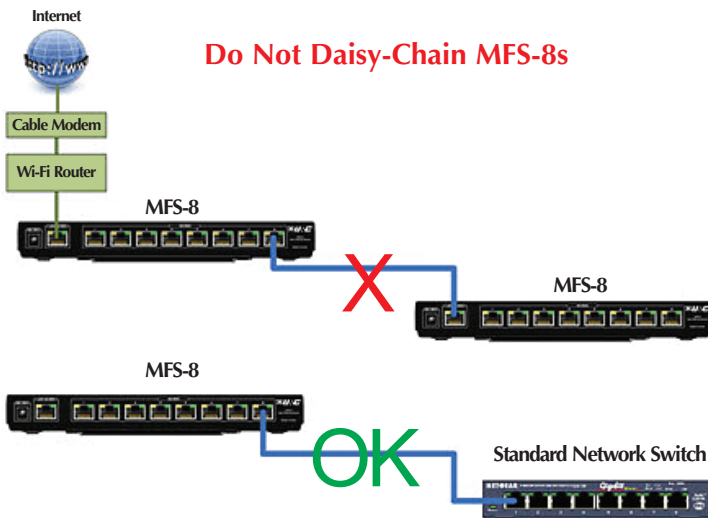 Internet
Do Not Daisy-Chain MFS-8s
http://ww
Cable Modem
Wi-Fi Router
MFS-8
X
MFS-8
MFS-8
OK
Standard Network Switch
NETGEAR